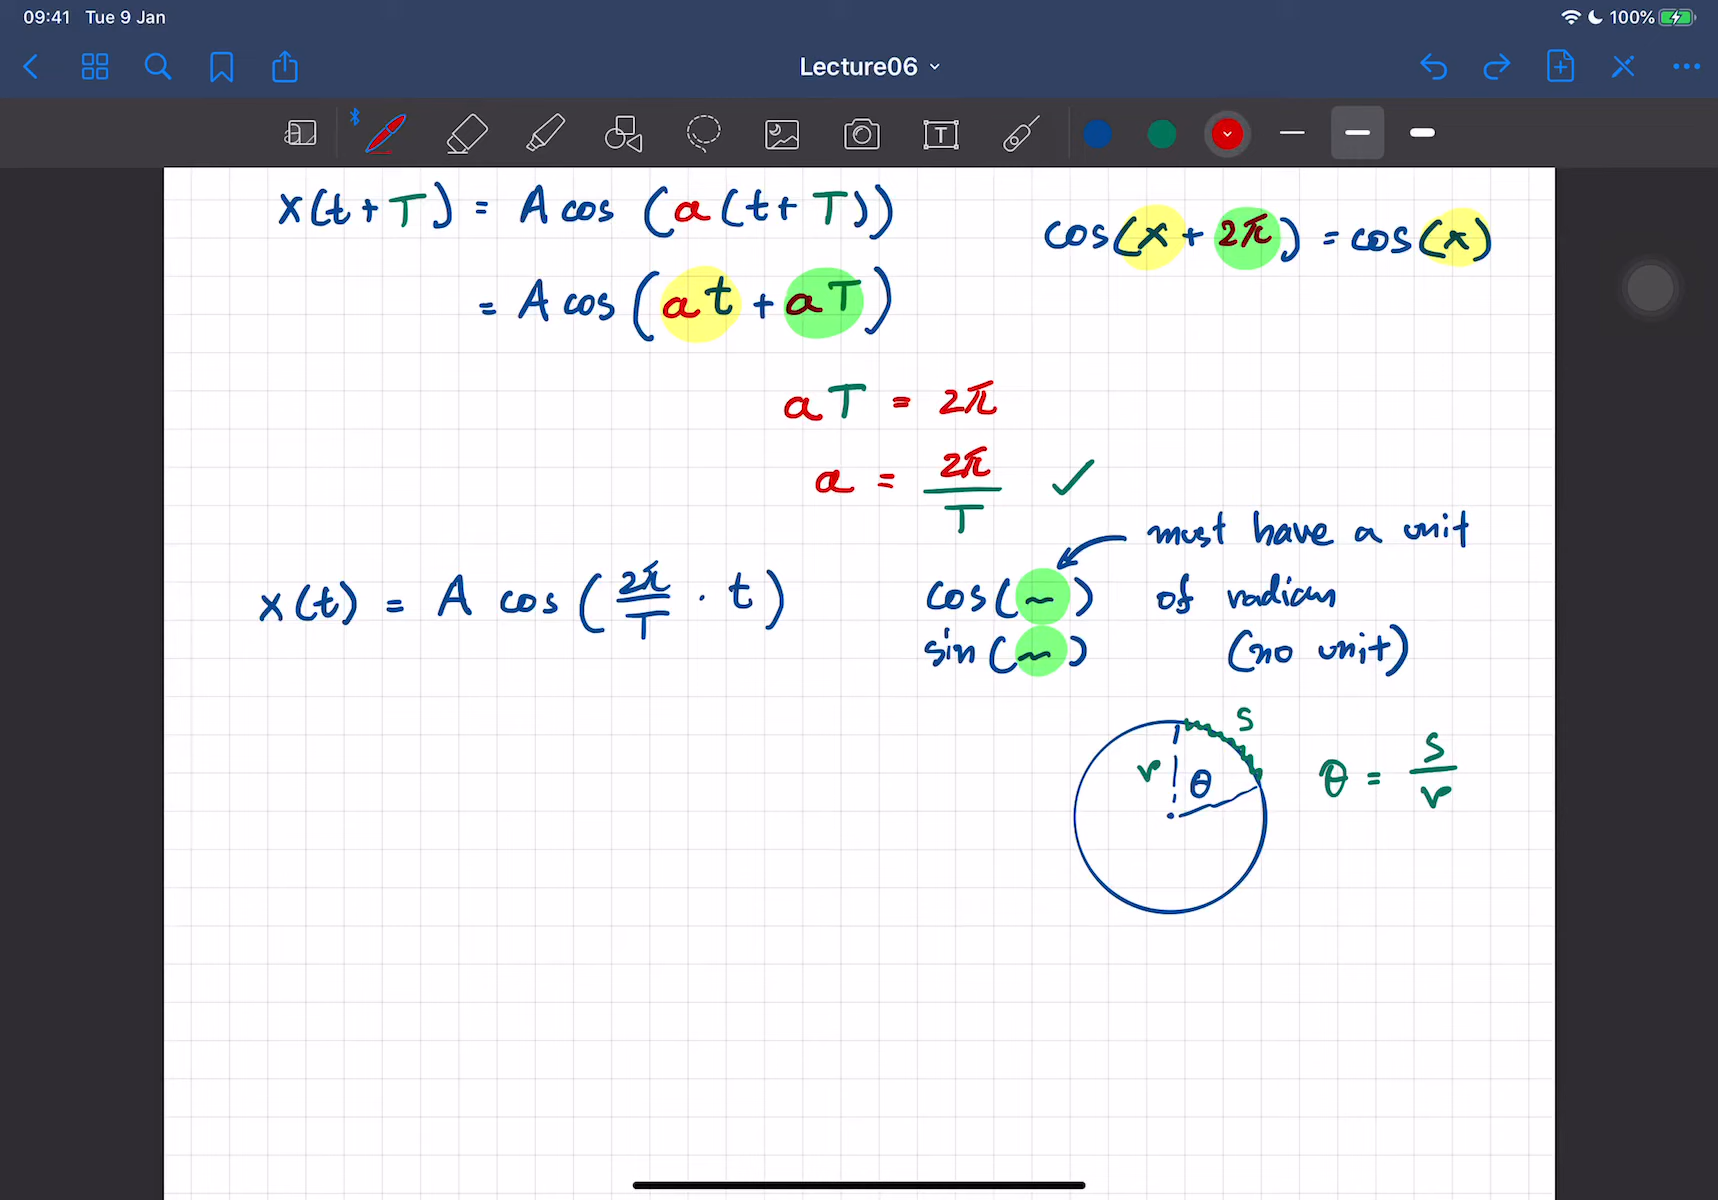 09:41 Tue 9 Jan
100%
Lecture06
x(t + T) = A cos (a (t + T))
cos(x + 2π) = cos(x)
= A cos (at + aT)
aT = 2π
a = 2π/T ✓
must have a unit
x(t) = A cos (2π/T · t)
cos(~) of radian
sin(~) (no unit)
s
r θ
θ = s/r